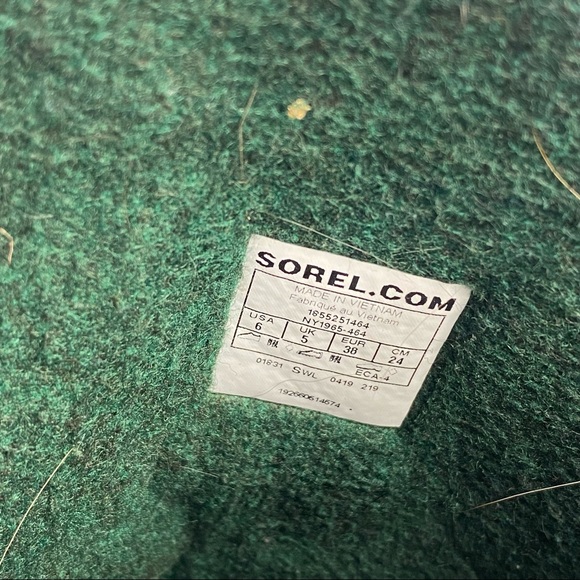 SOREL.COM
MADE IN VIETNAM
Fabriqué au Vietnam
1855251464
NY1965-464
USA UK EUR CM
6 5 38 24
01831 SWL 0419 219 ECA-4
192660614674